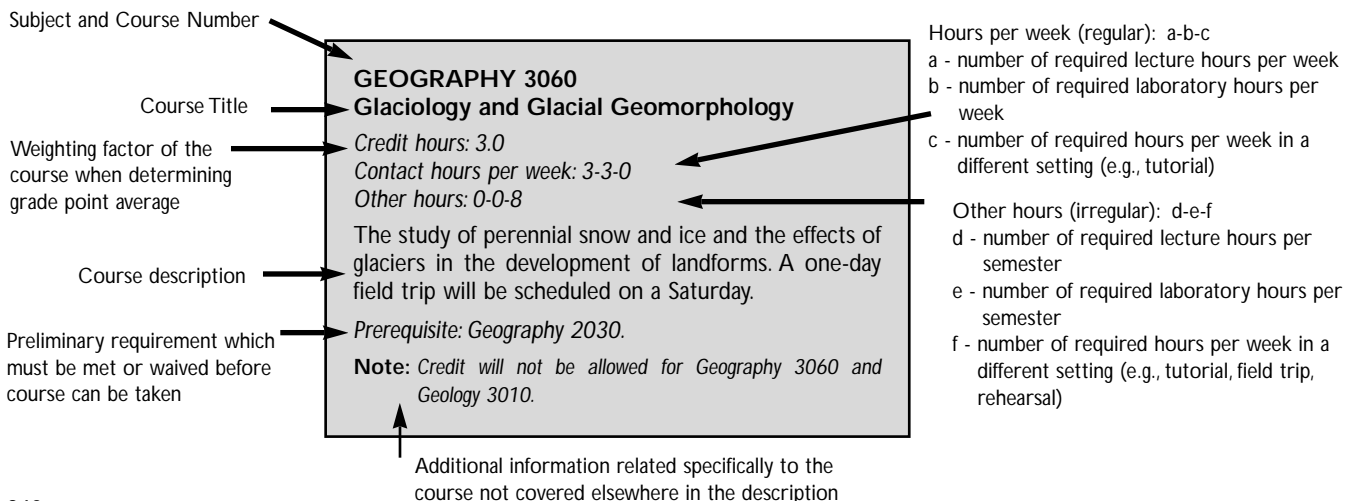 Subject and Course Number
Course Title
Weighting factor of the
course when determining
grade point average
Course description
Preliminary requirement which
must be met or waived before
course can be taken
GEOGRAPHY 3060
Glaciology and Glacial Geomorphology
Credit hours: 3.0
Contact hours per week: 3-3-0
Other hours: 0-0-8
The study of perennial snow and ice and the effects of
glaciers in the development of landforms. A one-day
field trip will be scheduled on a Saturday.
Prerequisite: Geography 2030.
Note: Credit will not be allowed for Geography 3060 and
Geology 3010.
Hours per week (regular): a-b-c
a - number of required lecture hours per week
b - number of required laboratory hours per
week
c - number of required hours per week in a
different setting (e.g., tutorial)
Other hours (irregular): d-e-f
d - number of required lecture hours per
semester
e - number of required laboratory hours per
semester
f - number of required hours per week in a
different setting (e.g., tutorial, field trip,
rehearsal)
Additional information related specifically to the
course not covered elsewhere in the description